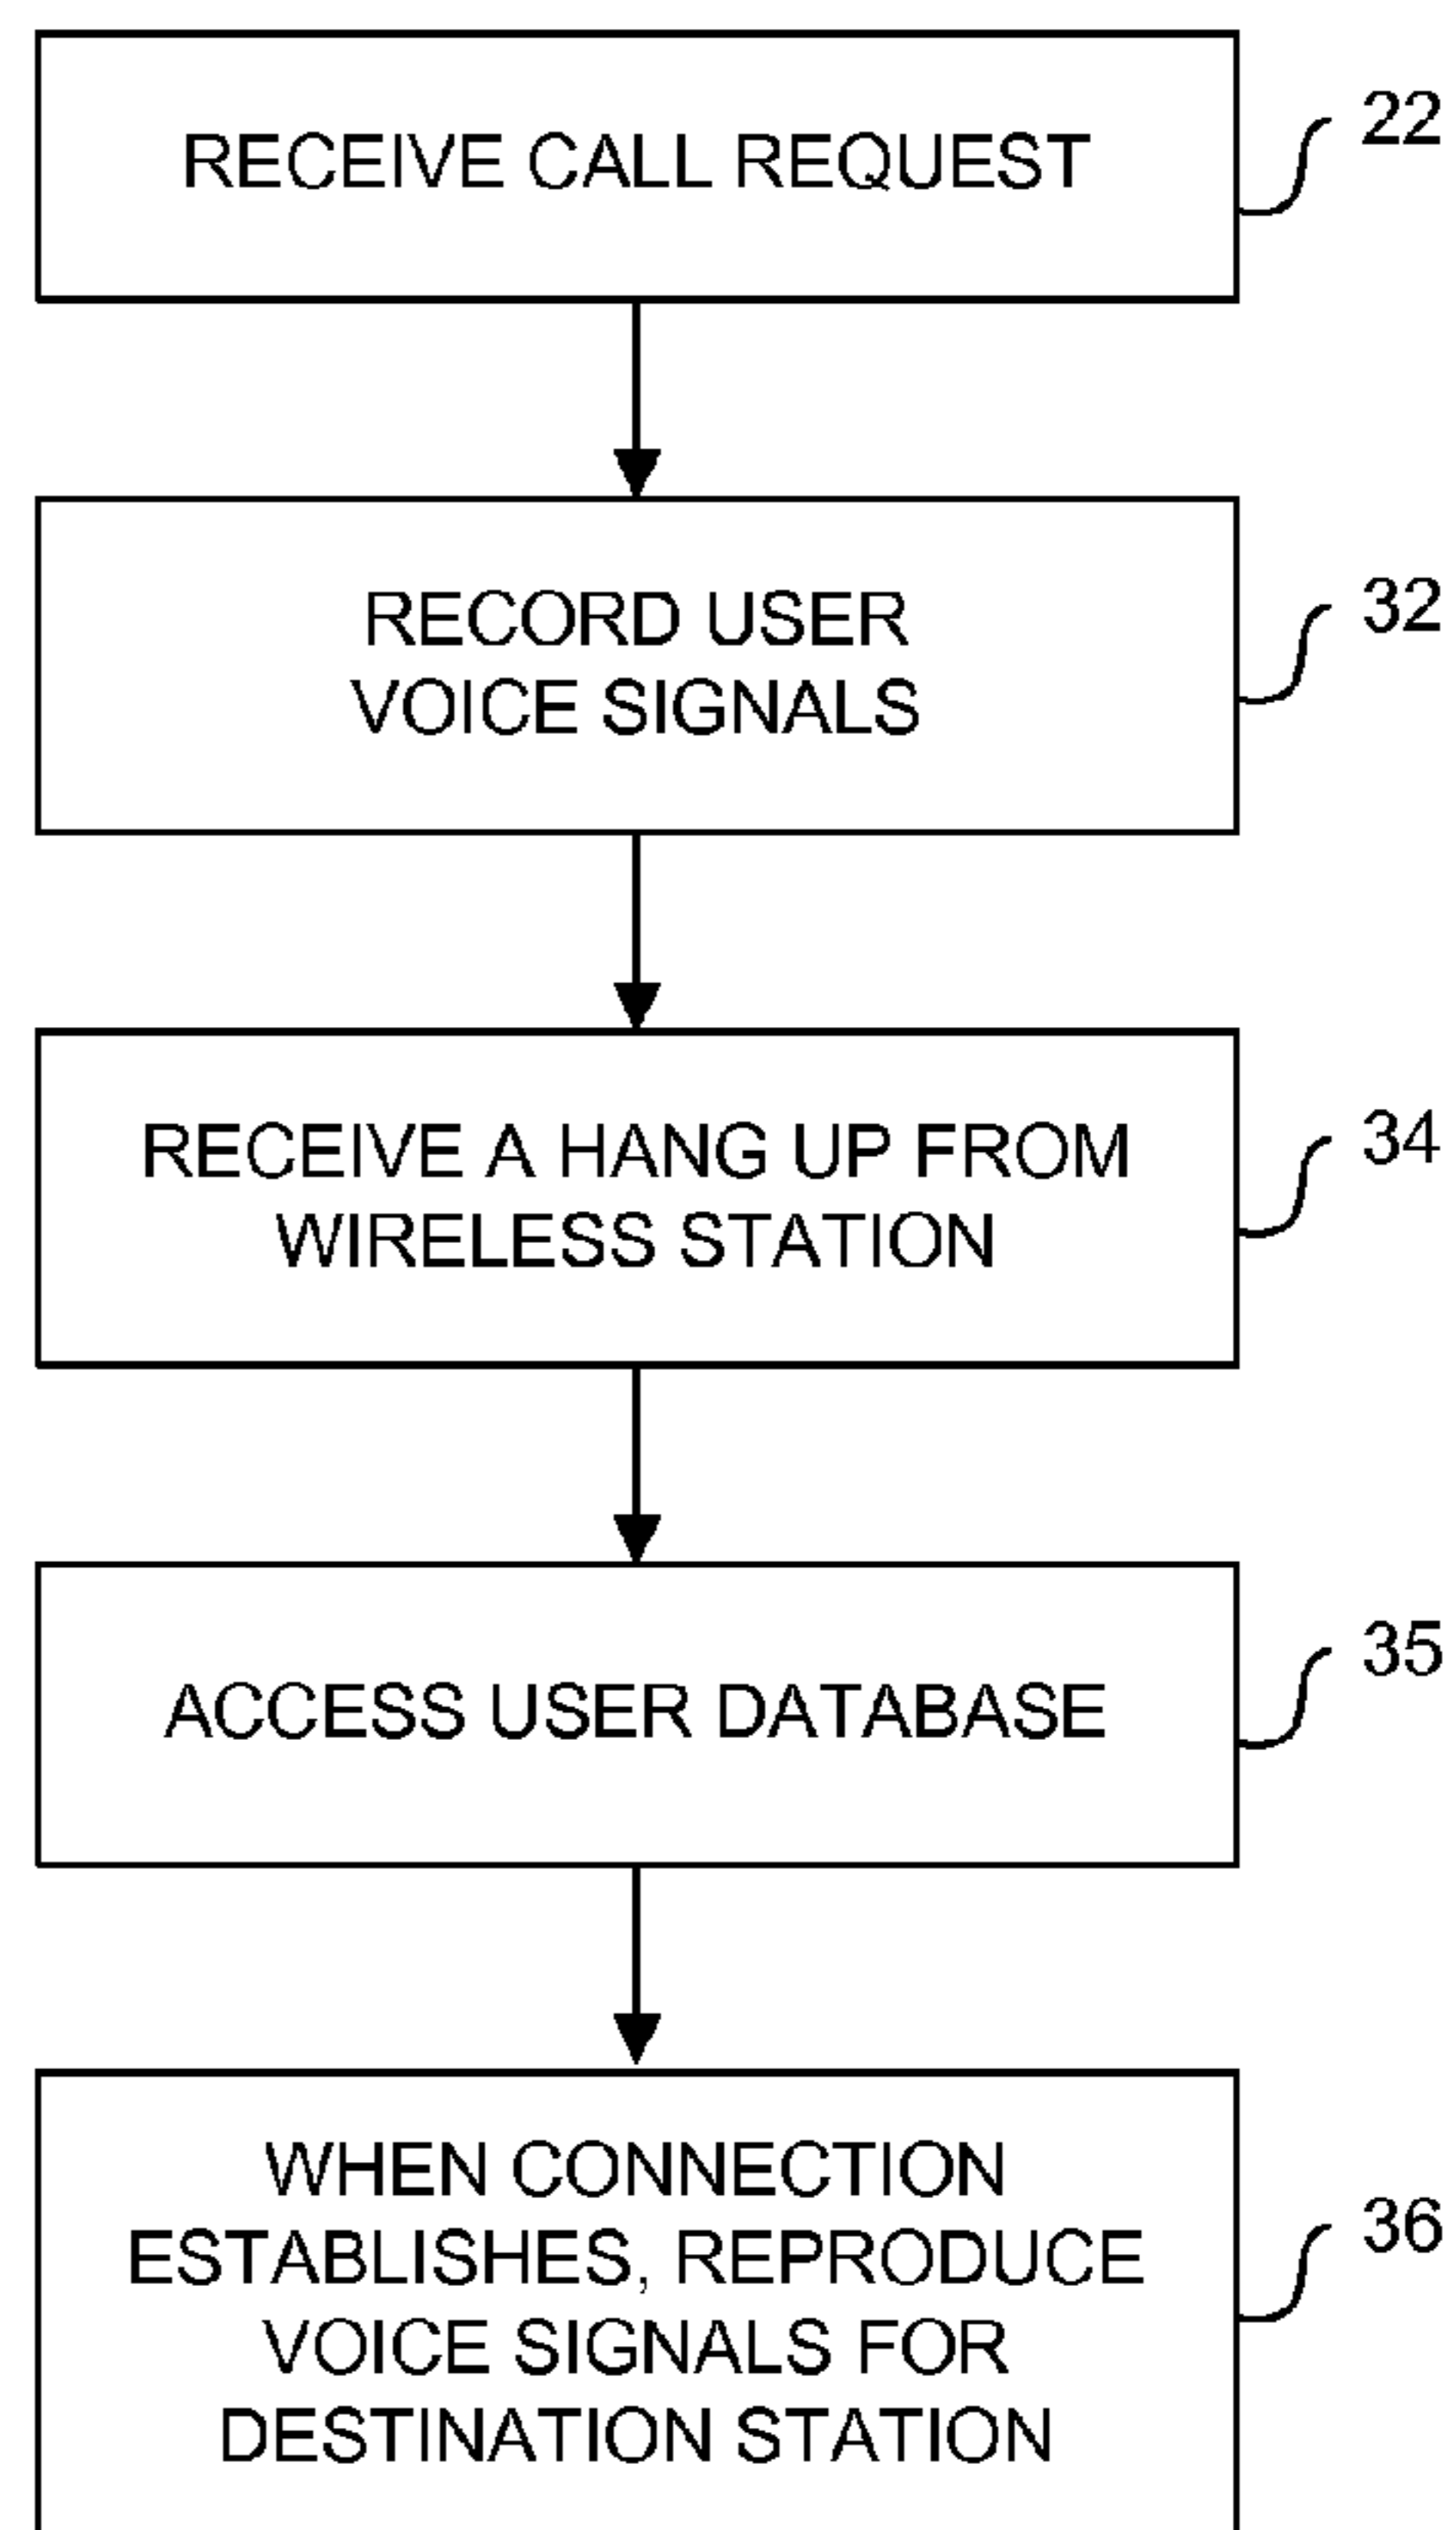 RECEIVE CALL REQUEST
22
RECORD USER
VOICE SIGNALS
32
RECEIVE A HANG UP FROM
WIRELESS STATION
34
ACCESS USER DATABASE
35
WHEN CONNECTION
ESTABLISHES, REPRODUCE
VOICE SIGNALS FOR
DESTINATION STATION
36